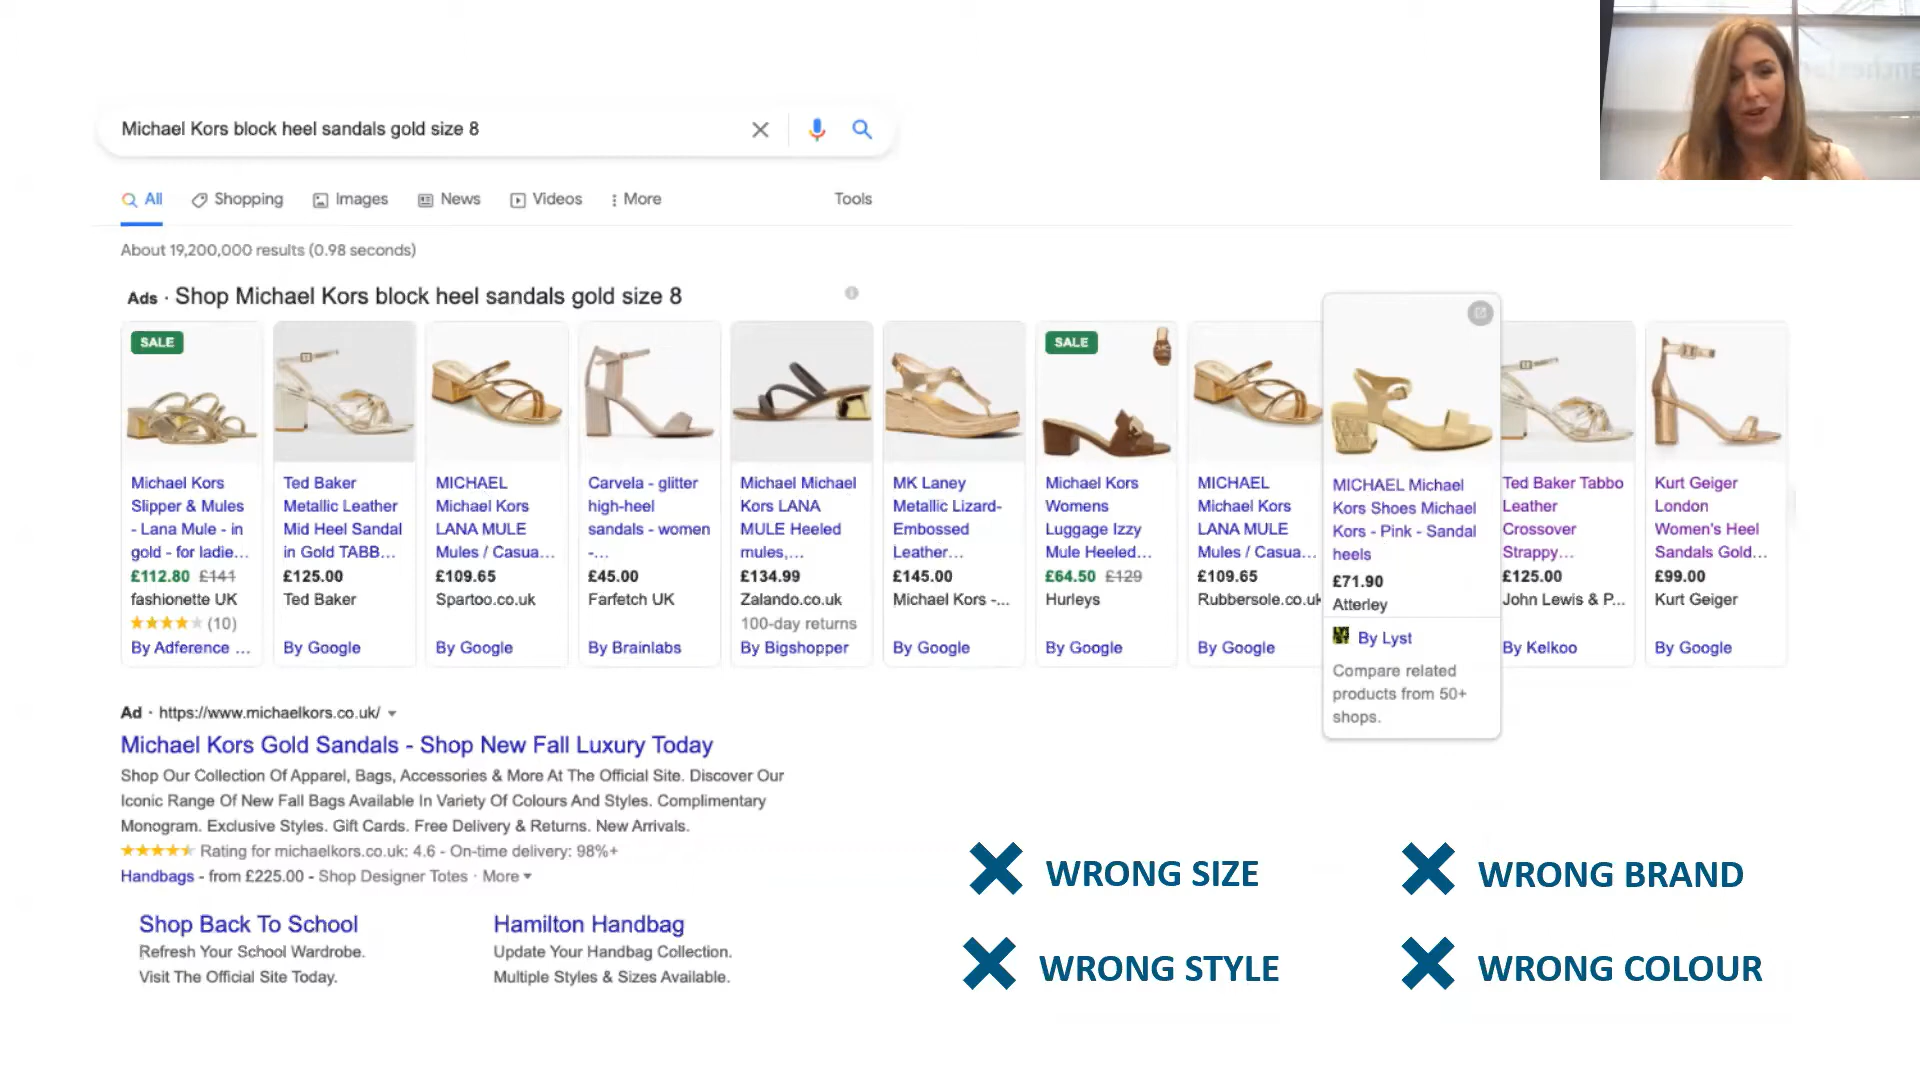 Michael Kors block heel sandals gold size 8
All
Shopping
Images
News
Videos
More
Tools
About 19,200,000 results (0.98 seconds)
Ads · Shop Michael Kors block heel sandals gold size 8
SALE
Michael Kors
Slipper & Mules
- Lana Mule - in
gold - for ladie...
£112.80 £141
fashionette UK
(10)
By Adference ...
Ted Baker
Metallic Leather
Mid Heel Sandal
in Gold TABB...
£125.00
Ted Baker
By Google
MICHAEL
Michael Kors
LANA MULE
Mules / Casua...
£109.65
Spartoo.co.uk
By Google
Carvela - glitter
high-heel
sandals - women
-...
£45.00
Farfetch UK
By Brainlabs
Michael Michael
Kors LANA
MULE Heeled
mules,...
£134.99
Zalando.co.uk
100-day returns
By Bigshopper
MK Laney
Metallic Lizard-
Embossed
Leather...
£145.00
Michael Kors -...
By Google
SALE
Michael Kors
Womens
Luggage Izzy
Mule Heeled...
£64.50 £129
Hurleys
By Google
MICHAEL
Michael Kors
LANA MULE
Mules / Casua...
£109.65
Rubbersole.co.uk
By Google
MICHAEL Michael
Kors Shoes Michael
Kors - Pink - Sandal
heels
£71.90
Atterley
By Lyst
Compare related
products from 50+
shops.
Ted Baker Tabbo
Leather
Crossover
Strappy...
£125.00
John Lewis & P...
By Kelkoo
Kurt Geiger
London
Women's Heel
Sandals Gold...
£99.00
Kurt Geiger
By Google
Ad · https://www.michaelkors.co.uk/
Michael Kors Gold Sandals - Shop New Fall Luxury Today
Shop Our Collection Of Apparel, Bags, Accessories & More At The Official Site. Discover Our
Iconic Range Of New Fall Bags Available In Variety Of Colours And Styles. Complimentary
Monogram. Exclusive Styles. Gift Cards. Free Delivery & Returns. New Arrivals.
Rating for michaelkors.co.uk: 4.6 - On-time delivery: 98%+
Handbags - from £225.00 - Shop Designer Totes · More
Shop Back To School
Refresh Your School Wardrobe.
Visit The Official Site Today.
Hamilton Handbag
Update Your Handbag Collection.
Multiple Styles & Sizes Available.
WRONG SIZE
WRONG BRAND
WRONG STYLE
WRONG COLOUR